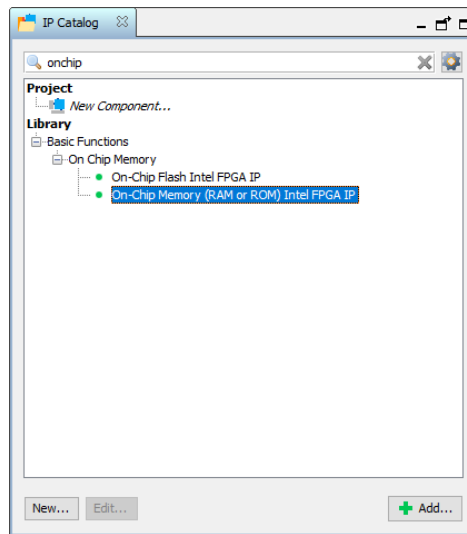 IP Catalog
onchip
Project
New Component...
Library
Basic Functions
On Chip Memory
On-Chip Flash Intel FPGA IP
On-Chip Memory (RAM or ROM) Intel FPGA IP
New... Edit... Add...